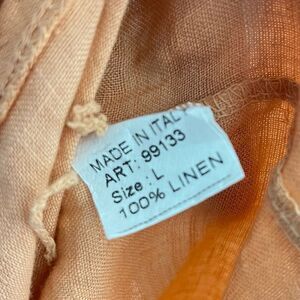 MADE IN ITALY
ART: 99133
Size : L
100% LINEN